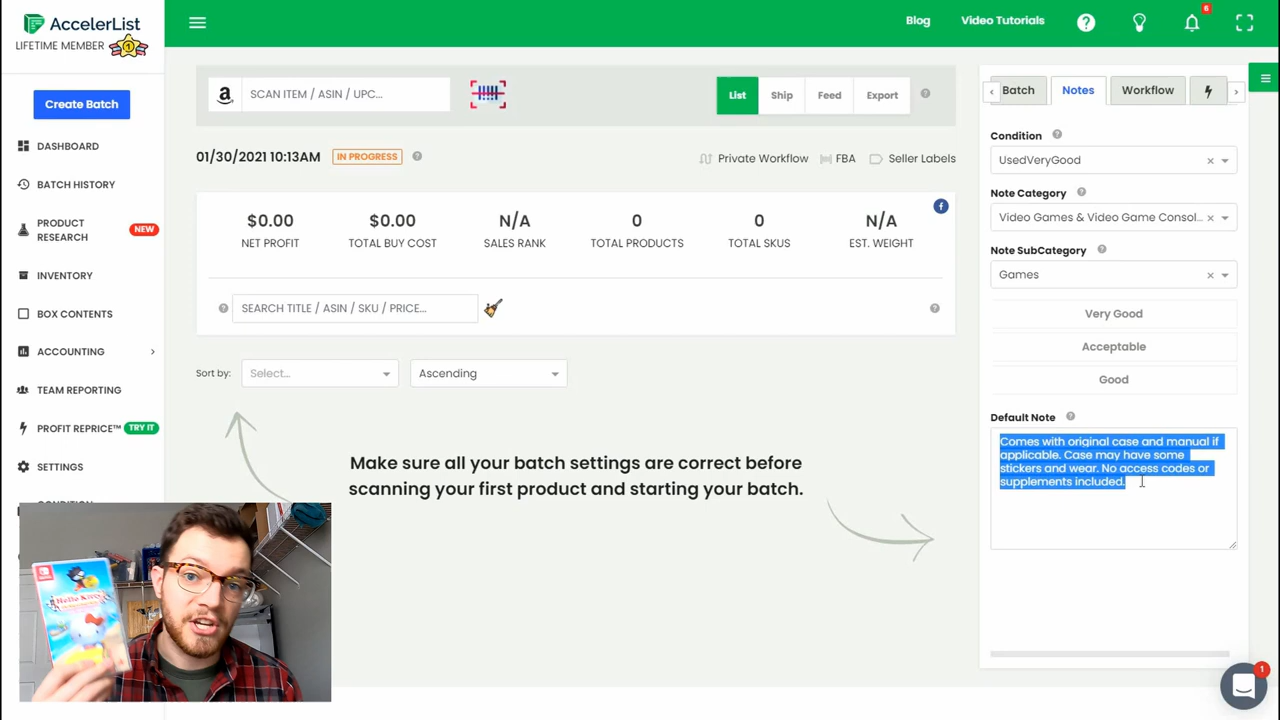 AccelerList
LIFETIME MEMBER
1
Create Batch
DASHBOARD
BATCH HISTORY
PRODUCT
RESEARCH
NEW
INVENTORY
BOX CONTENTS
ACCOUNTING
TEAM REPORTING
PROFIT REPRICE™ TRY IT
SETTINGS
Blog
Video Tutorials
?
6
a
SCAN ITEM / ASIN / UPC...
List
Ship
Feed
Export
?
01/30/2021 10:13AM
IN PROGRESS
?
Private Workflow
FBA
Seller Labels
$0.00
NET PROFIT
$0.00
TOTAL BUY COST
N/A
SALES RANK
0
TOTAL PRODUCTS
0
TOTAL SKUS
N/A
EST. WEIGHT
f
?
SEARCH TITLE / ASIN / SKU / PRICE...
?
Sort by:
Select...
Ascending
Make sure all your batch settings are correct before
scanning your first product and starting your batch.
Batch
Notes
Workflow
Condition ?
UsedVeryGood
×
Note Category ?
Video Games & Video Game Consol...
×
Note SubCategory ?
Games
×
Very Good
Acceptable
Good
Default Note ?
Comes with original case and manual if
applicable. Case may have some
stickers and wear. No access codes or
supplements included.
1
Hello Kitty